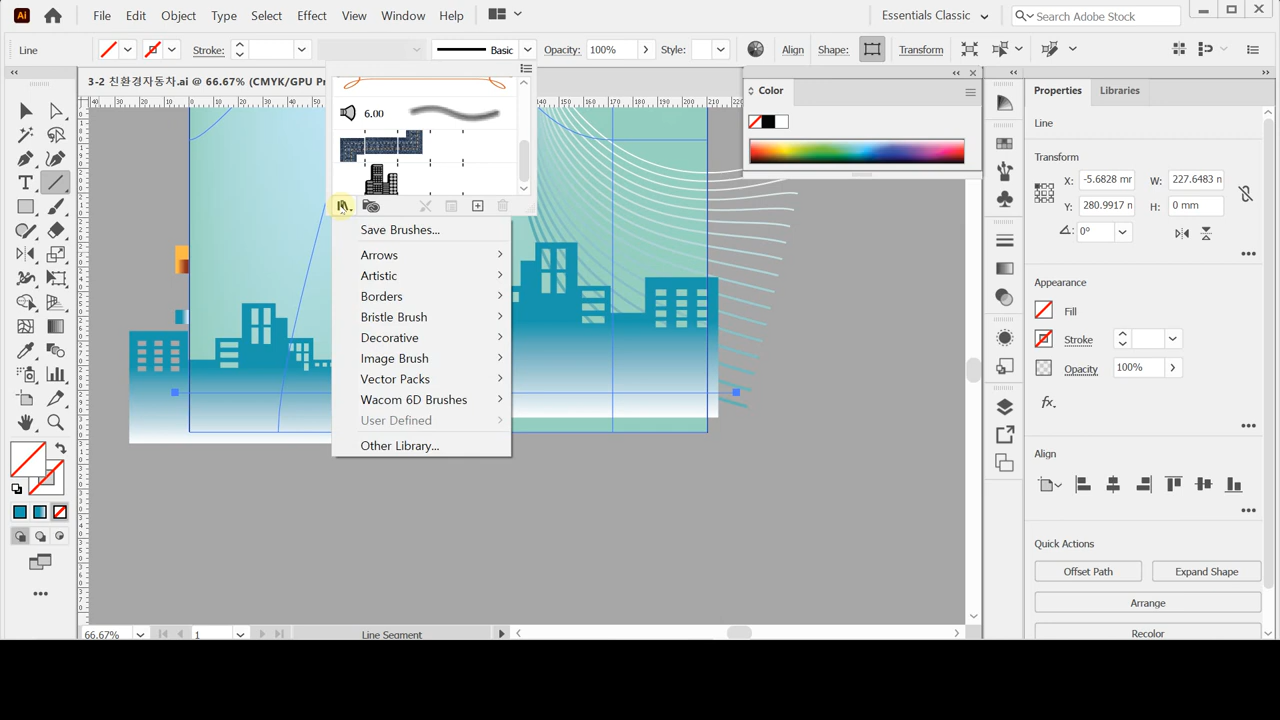 Ai File Edit Object Type Select Effect View Window Help Essentials Classic Search Adobe Stock
Line Stroke: Basic Opacity: 100% Style: Align Shape: Transform
3-2 친환경자동차.ai @ 66.67% (CMYK/GPU Pr
Color
Properties Libraries
Line
Transform
X: -5.6828 mr W: 227.6483 n
Y: 280.9917 n H: 0 mm
0°
Appearance
Fill
Stroke
Opacity 100%
fx.
Align
Quick Actions
Offset Path Expand Shape
Arrange
Recolor
6.00
Save Brushes...
Arrows
Artistic
Borders
Bristle Brush
Decorative
Image Brush
Vector Packs
Wacom 6D Brushes
User Defined
Other Library...
66.67% 1 Line Segment